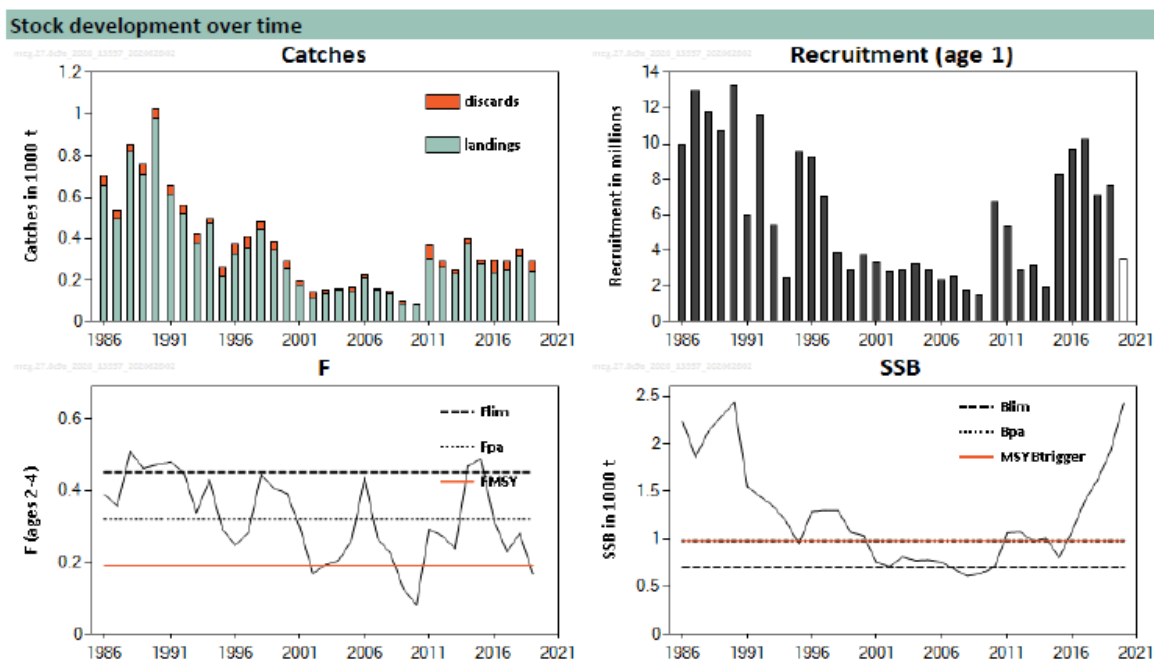 Stock development over time
Catches
1.2
1
0.8
0.6
0.4
0.2
0
Catches in 1000 t
discards
landings
1986 1991 1996 2001 2006 2011 2016 2021
Recruitment (age 1)
14
12
10
8
6
4
2
0
Recruitment in millions
1986 1991 1996 2001 2006 2011 2016 2021
F
0.6
0.4
0.2
0
F (ages 2-4)
Flim
Fpa
FMSY
1986 1991 1996 2001 2006 2011 2016 2021
SSB
2.5
2
1.5
1
0.5
0
SSB in 1000 t
Blim
Bpa
MSYBtrigger
1986 1991 1996 2001 2006 2011 2016 2021